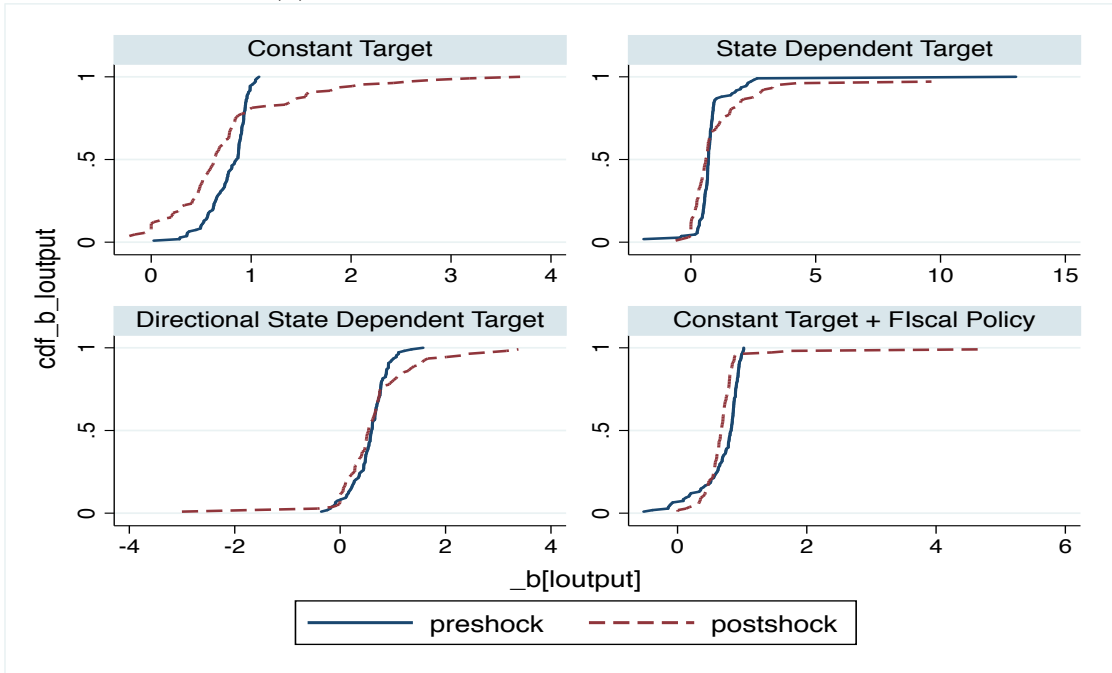 Constant Target
State Dependent Target
1
.5
0
0 1 2 3 4
1
.5
0
0 5 10 15
Directional State Dependent Target
Constant Target + FIscal Policy
1
.5
0
-4 -2 0 2 4
1
.5
0
0 2 4 6
cdf_b_loutput
_b[loutput]
preshock postshock